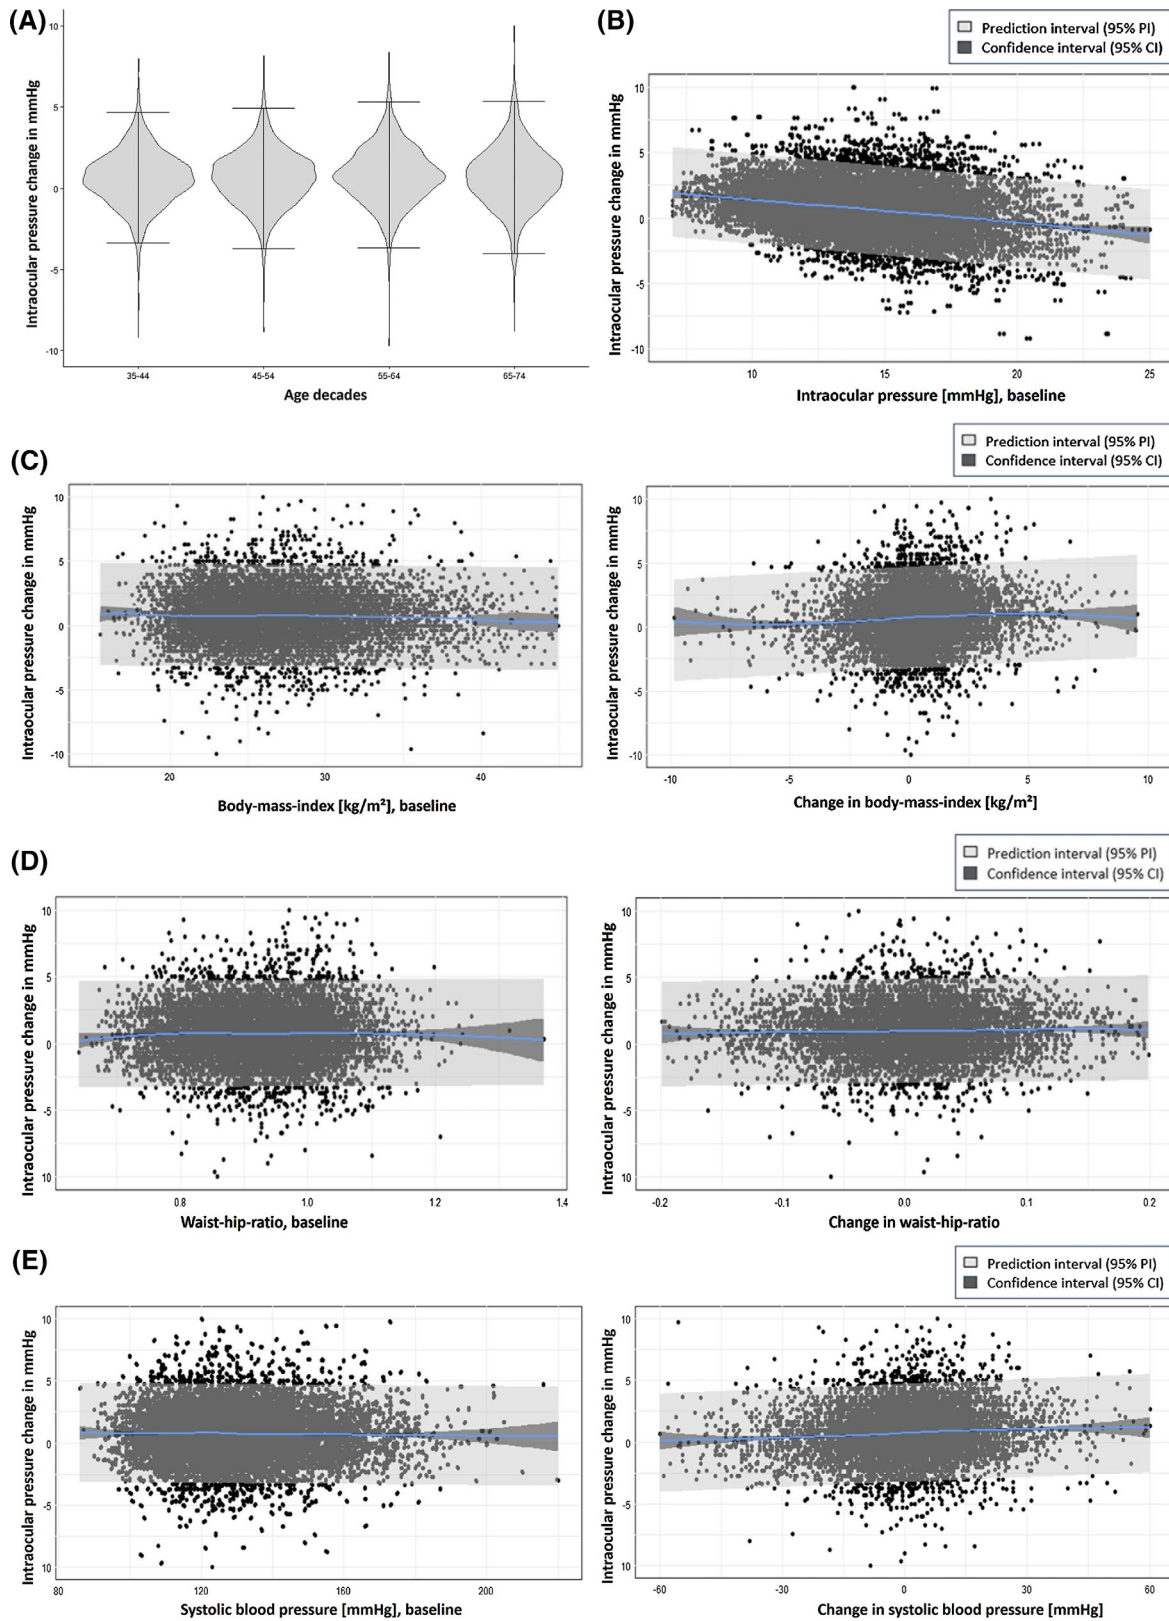 (A)
10
5
0
-5
-10
Intraocular pressure change in mmHg
35-44 45-54 55-64 65-74
Age decades
(B)
Prediction interval (95% PI)
Confidence interval (95% CI)
10
5
0
-5
-10
Intraocular pressure change in mmHg
10 15 20 25
Intraocular pressure [mmHg], baseline
(C)
10
5
0
-5
-10
Intraocular pressure change in mmHg
20 30 40
Body-mass-index [kg/m²], baseline
Prediction interval (95% PI)
Confidence interval (95% CI)
10
5
0
-5
-10
Intraocular pressure change in mmHg
-10 -5 0 5 10
Change in body-mass-index [kg/m²]
(D)
10
5
0
-5
10
Intraocular pressure change in mmHg
0.8 1.0 1.2 1.4
Waist-hip-ratio, baseline
Prediction interval (95% PI)
Confidence interval (95% CI)
10
5
0
-5
10
Intraocular pressure change in mmHg
-0.2 -0.1 0.0 0.1 0.2
Change in waist-hip-ratio
(E)
10
5
0
-5
10
Intraocular pressure change in mmHg
80 120 160 200
Systolic blood pressure [mmHg], baseline
Prediction interval (95% PI)
Confidence interval (95% CI)
10
5
0
-5
10
Intraocular pressure change in mmHg
-60 -30 0 30 60
Change in systolic blood pressure [mmHg]